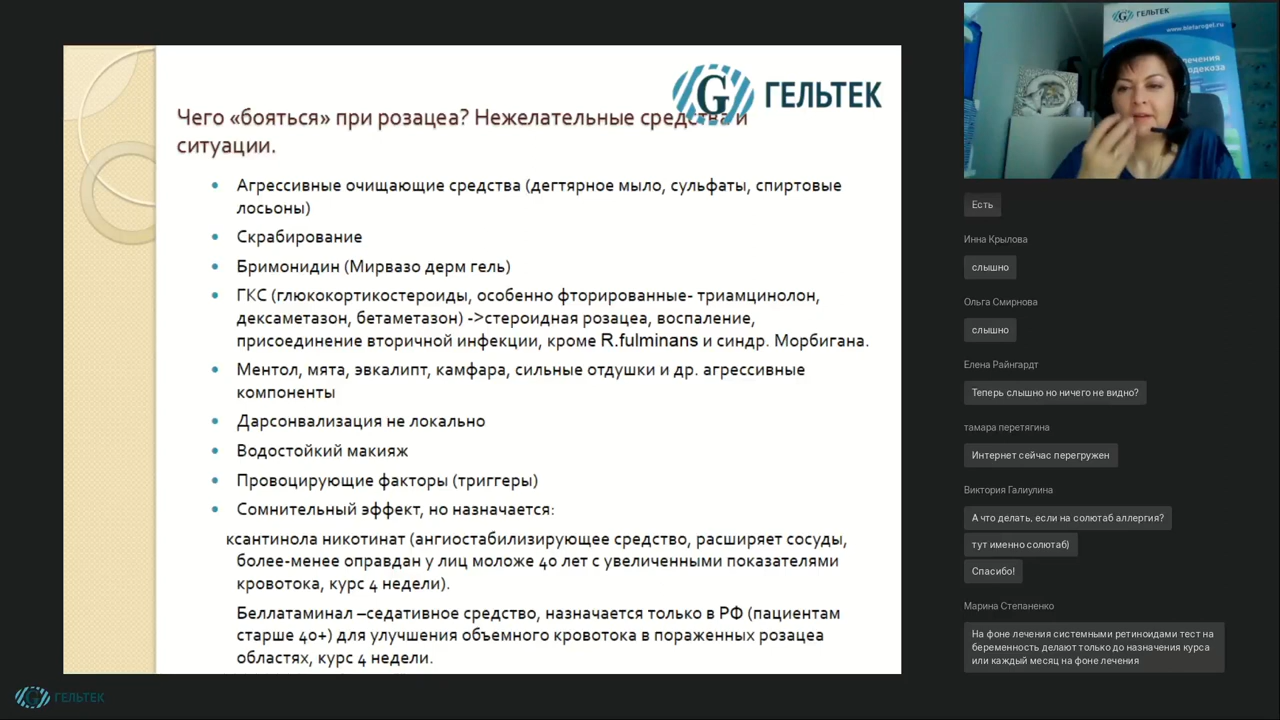 ГЕЛЬТЕК
Чего «бояться» при розацеа? Нежелательные средства и
ситуации.
Агрессивные очищающие средства (дегтярное мыло, сульфаты, спиртовые
лосьоны)
Скрабирование
Бримонидин (Мирвазо дерм гель)
ГКС (глюкокортикостероиды, особенно фторированные- триамцинолон,
дексаметазон, бетаметазон) ->стероидная розацеа, воспаление,
присоединение вторичной инфекции, кроме R.fulminans и синдр. Морбигана.
Ментол, мята, эвкалипт, камфара, сильные отдушки и др. агрессивные
компоненты
Дарсонвализация не локально
Водостойкий макияж
Провоцирующие факторы (триггеры)
Сомнительный эффект, но назначается:
ксантинола никотинат (ангиостабилизирующее средство, расширяет сосуды,
более-менее оправдан у лиц моложе 40 лет с увеличенными показателями
кровотока, курс 4 недели).
Беллатаминал –седативное средство, назначается только в РФ (пациентам
старше 40+) для улучшения объемного кровотока в пораженных розацеа
областях, курс 4 недели.
ГЕЛЬТЕК
ГЕЛЬТЕК
www.blefarogel.ru
Есть
Инна Крылова
слышно
Ольга Смирнова
слышно
Елена Райнгардт
Теперь слышно но ничего не видно?
тамара перетягина
Интернет сейчас перегружен
Виктория Галиулина
А что делать, если на солютаб аллергия?
тут именно солютаб)
Спасибо!
Марина Степаненко
На фоне лечения системными ретиноидами тест на
беременность делают только до назначения курса
или каждый месяц на фоне лечения